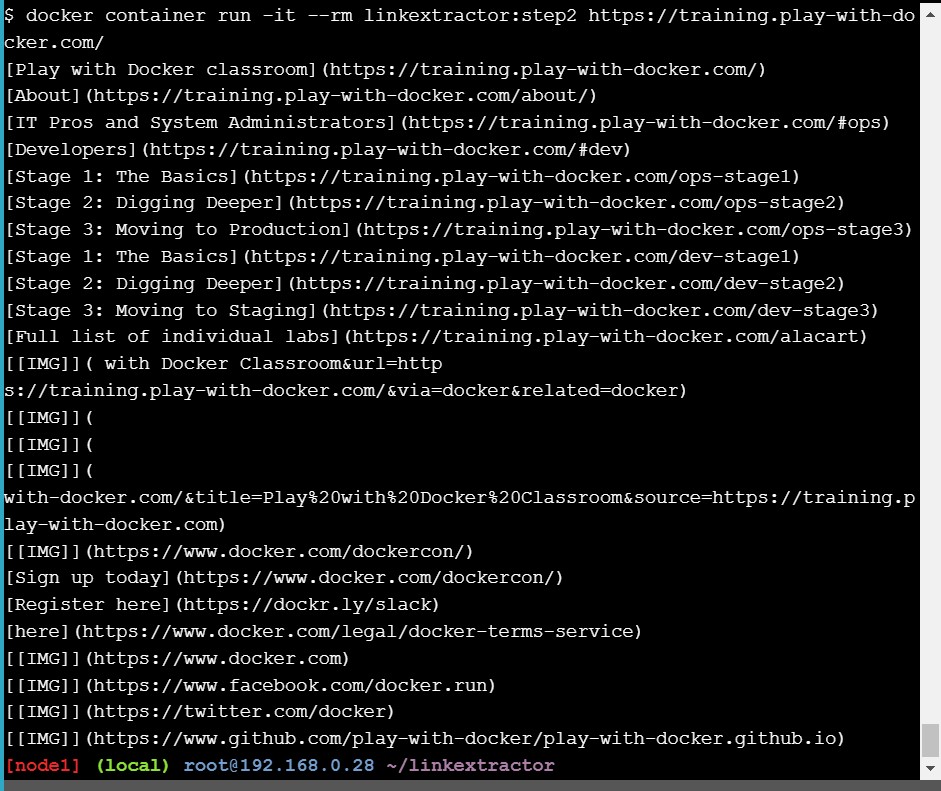 $ docker container run -it --rm linkextractor:step2 https://training.play-with-do
cker.com/
[Play with Docker classroom](https://training.play-with-docker.com/)
[About](https://training.play-with-docker.com/about/)
[IT Pros and System Administrators](https://training.play-with-docker.com/#ops)
[Developers](https://training.play-with-docker.com/#dev)
[Stage 1: The Basics](https://training.play-with-docker.com/ops-stage1)
[Stage 2: Digging Deeper](https://training.play-with-docker.com/ops-stage2)
[Stage 3: Moving to Production](https://training.play-with-docker.com/ops-stage3)
[Stage 1: The Basics](https://training.play-with-docker.com/dev-stage1)
[Stage 2: Digging Deeper](https://training.play-with-docker.com/dev-stage2)
[Stage 3: Moving to Staging](https://training.play-with-docker.com/dev-stage3)
[Full list of individual labs](https://training.play-with-docker.com/alacart)
[[IMG]]( with Docker Classroom&url=http
s://training.play-with-docker.com/&via=docker&related=docker)
[[IMG]](
[[IMG]](
[[IMG]](
with-docker.com/&title=Play%20with%20Docker%20Classroom&source=https://training.p
lay-with-docker.com)
[[IMG]](https://www.docker.com/dockercon/)
[Sign up today](https://www.docker.com/dockercon/)
[Register here](https://dockr.ly/slack)
[here](https://www.docker.com/legal/docker-terms-service)
[[IMG]](https://www.docker.com)
[[IMG]](https://www.facebook.com/docker.run)
[[IMG]](https://twitter.com/docker)
[[IMG]](https://www.github.com/play-with-docker/play-with-docker.github.io)
[node1] (local) root@192.168.0.28 ~/linkextractor